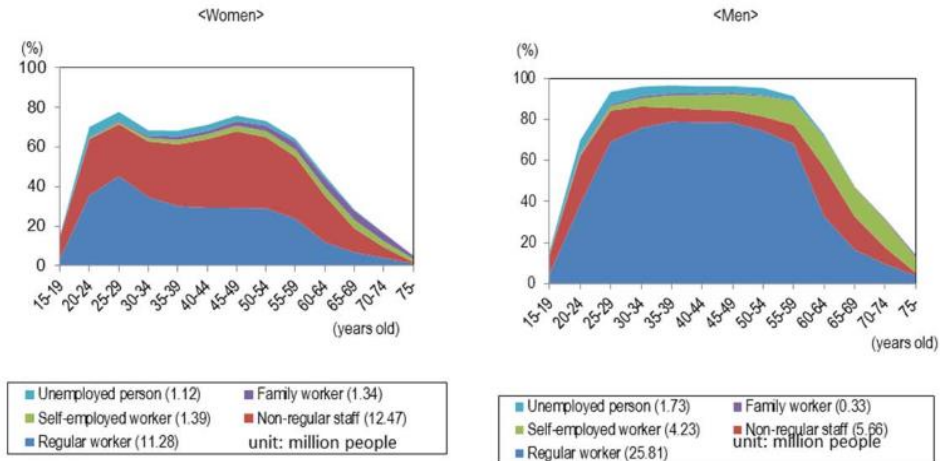 <Women>
(%)
100
80
60
40
20
0
15-19
20-24
25-29
30-34
35-39
40-44
45-49
50-54
55-59
60-64
65-69
70-74
75-
(years old)
Unemployed person (1.12)
Family worker (1.34)
Self-employed worker (1.39)
Non-regular staff (12.47)
Regular worker (11.28)
unit: million people
<Men>
(%)
100
80
60
40
20
0
15-19
20-24
25-29
30-34
35-39
40-44
45-49
50-54
55-59
60-64
65-69
70-74
75-
(years old)
Unemployed person (1.73)
Family worker (0.33)
Self-employed worker (4.23)
Non-regular staff (5.66)
unit: million people
Regular worker (25.81)